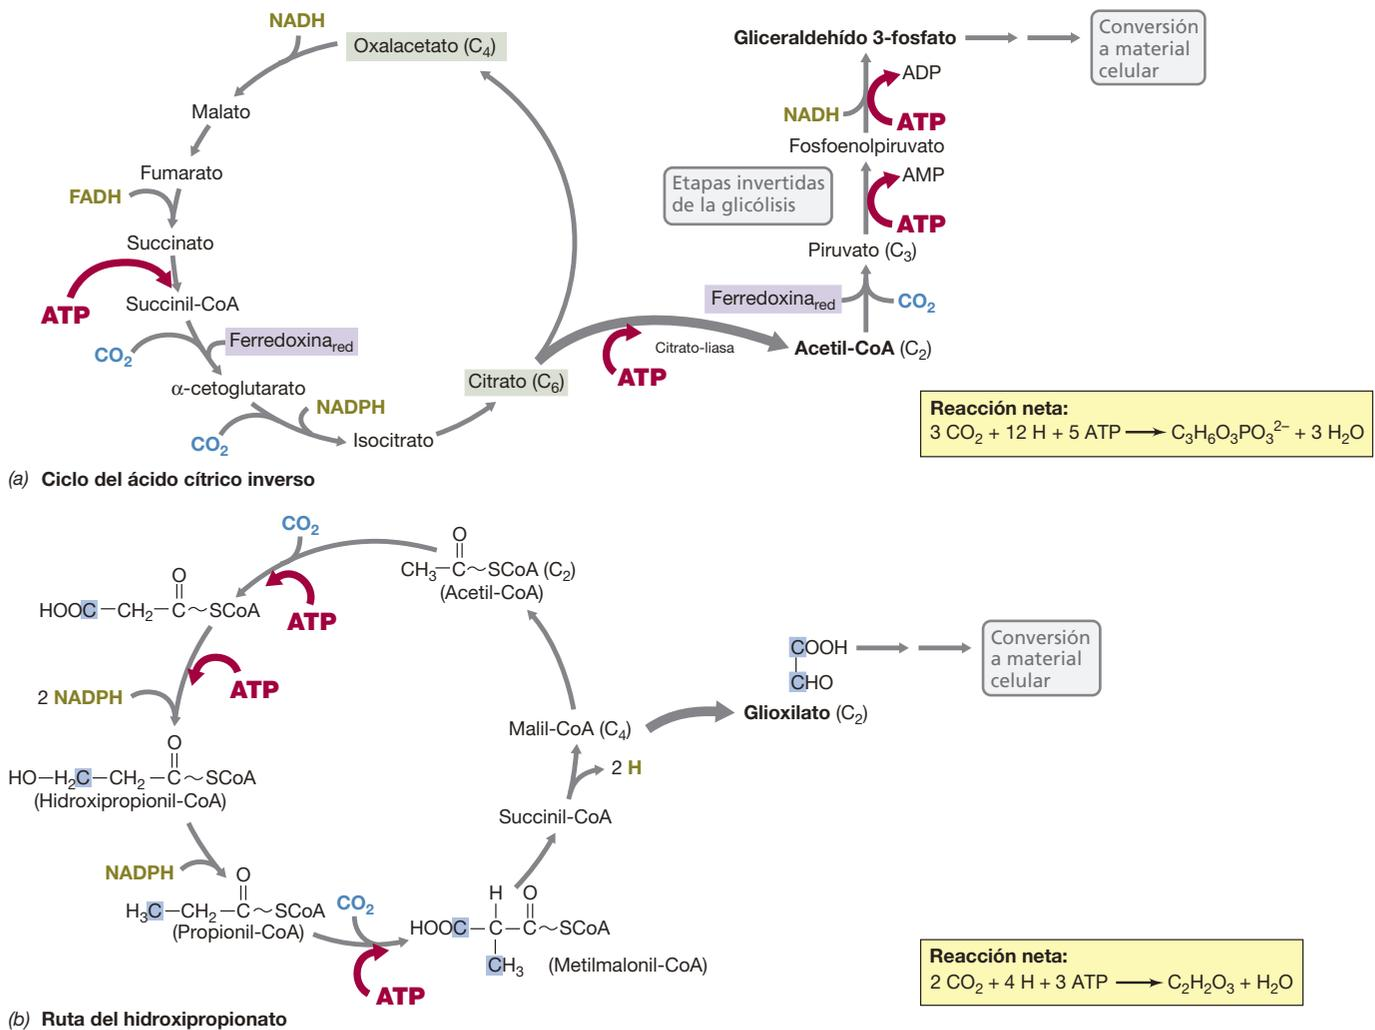 NADH
Oxalacetato (C4)
Malato
Fumarato
FADH
Succinato
ATP
Succinil-CoA
CO2
Ferredoxinared
α-cetoglutarato
NADPH
CO2
Isocitrato
Citrato (C6)
ATP
Citrato-liasa
Acetil-CoA (C2)
Ferredoxinared
CO2
Piruvato (C3)
ATP
AMP
Etapas invertidas
de la glicólisis
Fosfoenolpiruvato
NADH
ATP
ADP
Gliceraldehído 3-fosfato
Conversión
a material
celular
Reacción neta:
3 CO2 + 12 H + 5 ATP ⟶ C3H6O3PO3²⁻ + 3 H2O
(a) Ciclo del ácido cítrico inverso
CO2
O
CH3–C~SCoA (C2)
(Acetil-CoA)
ATP
O
HOOC–CH2–C~SCoA
ATP
2 NADPH
O
HO–H2C–CH2–C~SCoA
(Hidroxipropionil-CoA)
NADPH
O
H3C–CH2–C~SCoA
(Propionil-CoA)
CO2
ATP
H O
HOOC–C–C~SCoA
CH3 (Metilmalonil-CoA)
Succinil-CoA
2 H
Malil-CoA (C4)
COOH
CHO
Glioxilato (C2)
Conversión
a material
celular
Reacción neta:
2 CO2 + 4 H + 3 ATP ⟶ C2H2O3 + H2O
(b) Ruta del hidroxipropionato